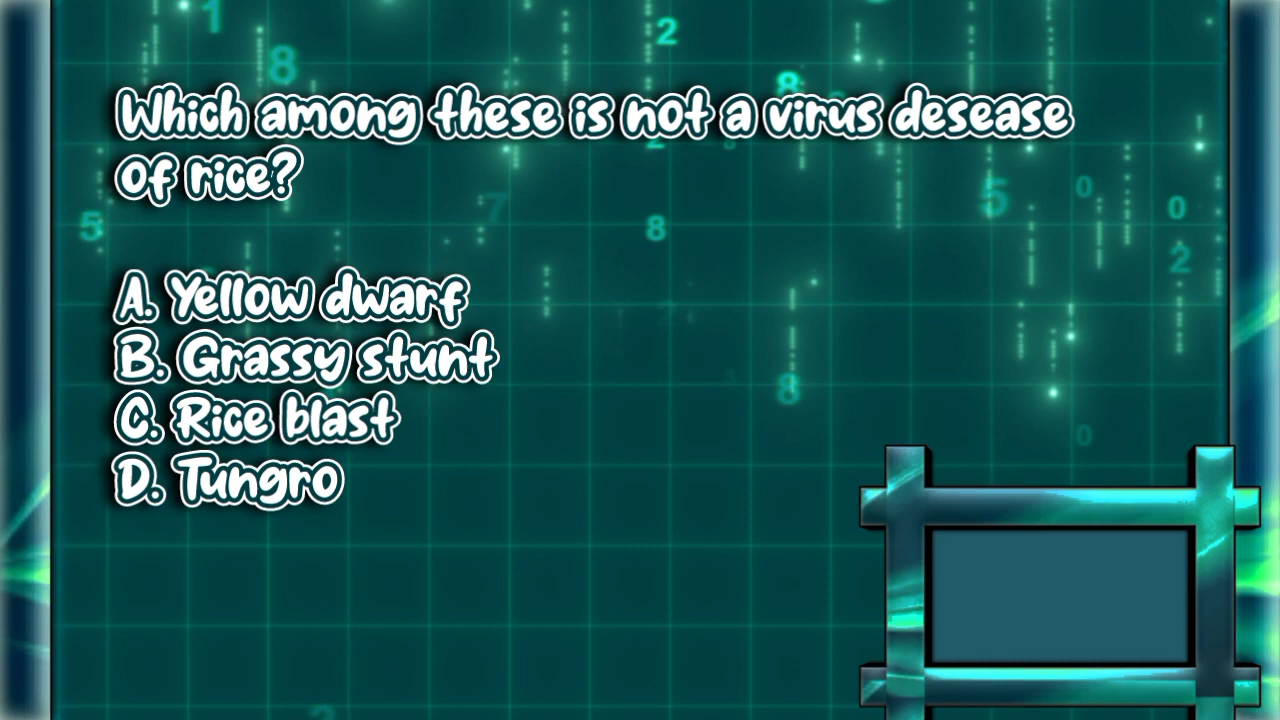 Which among these is not a virus desease
of rice?
A. Yellow dwarf
B. Grassy stunt
C. Rice blast
D. Tungro